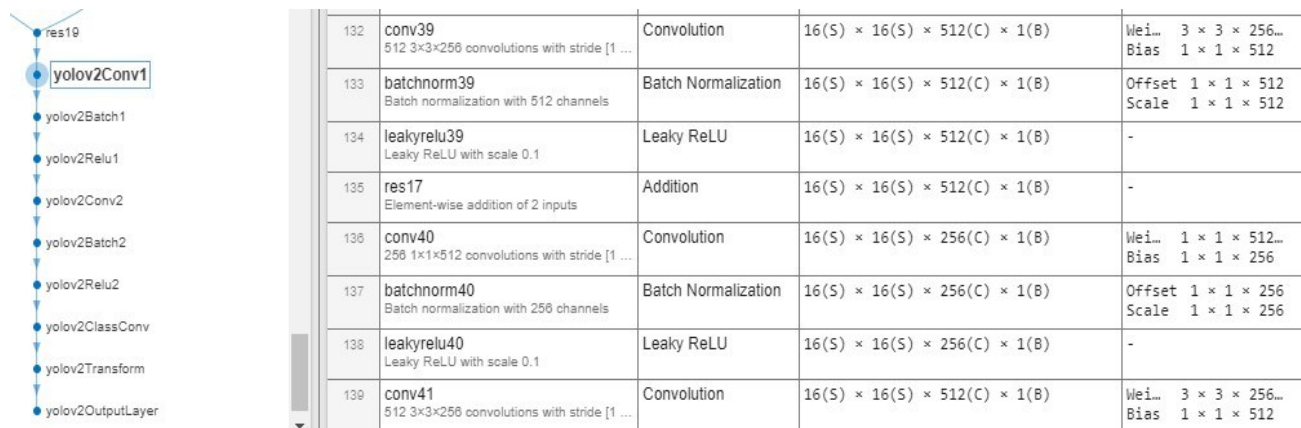 res19
yolov2Conv1
yolov2Batch1
yolov2Relu1
yolov2Conv2
yolov2Batch2
yolov2Relu2
yolov2ClassConv
yolov2Transform
yolov2OutputLayer
132 conv39 Convolution 16(S) × 16(S) × 512(C) × 1(B) Wei… 3 × 3 × 256…
512 3×3×256 convolutions with stride [1 ... Bias 1 × 1 × 512
133 batchnorm39 Batch Normalization 16(S) × 16(S) × 512(C) × 1(B) Offset 1 × 1 × 512
Batch normalization with 512 channels Scale 1 × 1 × 512
134 leakyrelu39 Leaky ReLU 16(S) × 16(S) × 512(C) × 1(B) -
Leaky ReLU with scale 0.1
135 res17 Addition 16(S) × 16(S) × 512(C) × 1(B) -
Element-wise addition of 2 inputs
136 conv40 Convolution 16(S) × 16(S) × 256(C) × 1(B) Wei… 1 × 1 × 512…
256 1×1×512 convolutions with stride [1 ... Bias 1 × 1 × 256
137 batchnorm40 Batch Normalization 16(S) × 16(S) × 256(C) × 1(B) Offset 1 × 1 × 256
Batch normalization with 256 channels Scale 1 × 1 × 256
138 leakyrelu40 Leaky ReLU 16(S) × 16(S) × 256(C) × 1(B) -
Leaky ReLU with scale 0.1
139 conv41 Convolution 16(S) × 16(S) × 512(C) × 1(B) Wei… 3 × 3 × 256…
512 3×3×256 convolutions with stride [1 ... Bias 1 × 1 × 512